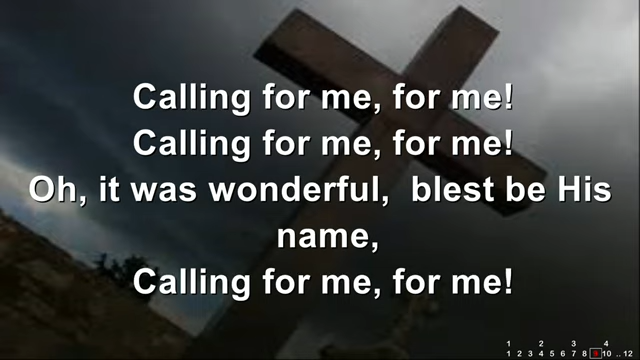 Calling for me, for me!
Calling for me, for me!
Oh, it was wonderful,  blest be His
name,
Calling for me, for me!
1 2 3 4
1 2 3 4 5 6 7 8 9 10 .. 12